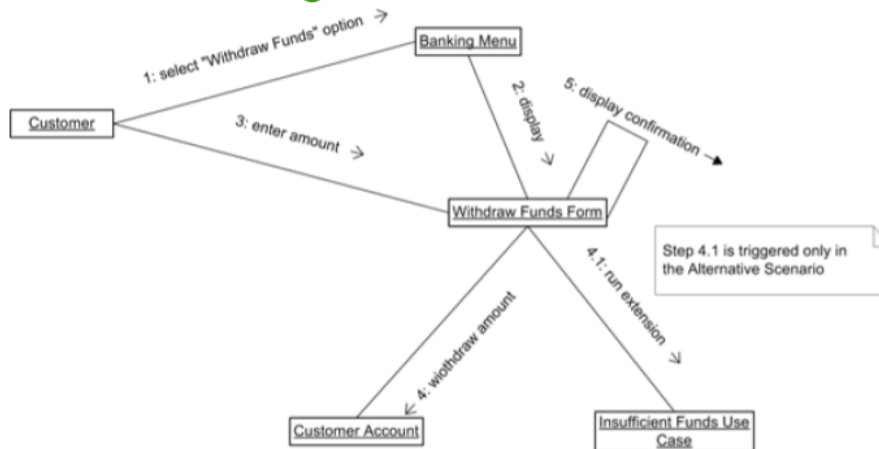 1: select "Withdraw Funds" option
Banking Menu
Customer
3: enter amount
2: display
5: display confirmation
Withdraw Funds Form
Step 4.1 is triggered only in
the Alternative Scenario
4.1: run extension
4: wiothdraw amount
Customer Account
Insufficient Funds Use
Case